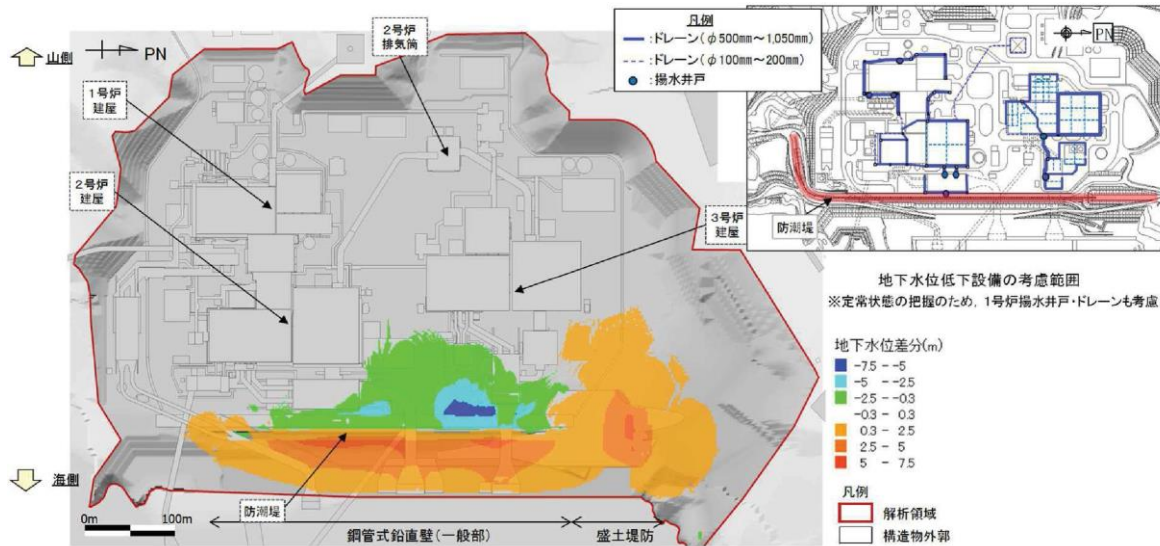 山側
PN
2号炉
排気筒
1号炉
建屋
2号炉
建屋
3号炉
建屋
海側
0m 100m
防潮堤
鋼管式鉛直壁(一般部)
盛土堤防
凡例
:ドレーン(φ500mm～1,050mm)
:ドレーン(φ100mm～200mm)
:揚水井戸
PN
防潮堤
地下水位低下設備の考慮範囲
※定常状態の把握のため，1号炉揚水井戸・ドレーンも考慮
地下水位差分(m)
-7.5 - -5
-5 - -2.5
-2.5 - -0.3
-0.3 - 0.3
0.3 - 2.5
2.5 - 5
5 - 7.5
凡例
解析領域
構造物外郭